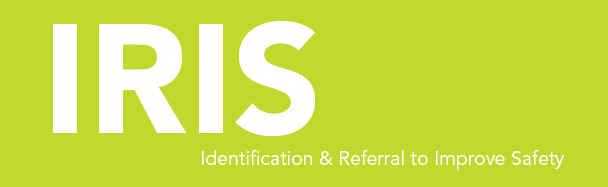 IRIS
Identification & Referral to Improve Safety